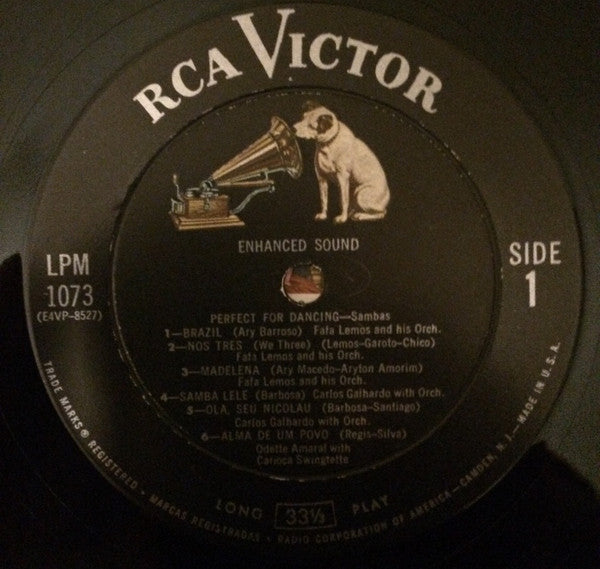 RCA VICTOR
ENHANCED SOUND
LPM
1073
(E4VP-8527)
SIDE
1
PERFECT FOR DANCING—Sambas
1—BRAZIL (Ary Barroso) Fafa Lemos and his Orch.
2—NOS TRES (We Three) (Lemos-Garoto-Chico)
Fafa Lemos and his Orch.
3—MADELENA (Ary Macedo-Aryton Amorim)
Fafa Lemos and his Orch.
4—SAMBA LELE (Barbosa) Carlos Galhardo with Orch.
5—OLA, SEU NICOLAU (Barbosa-Santiago)
Carlos Galhardo with Orch.
6—ALMA DE UM POVO (Regis-Silva)
Odette Amaral with
Carioca Swingtette
LONG 33⅓ PLAY
TRADE MARKS ® REGISTERED • MARCAS REGISTRADAS • RADIO CORPORATION OF AMERICA—CAMDEN, N. J.—MADE IN U.S.A.